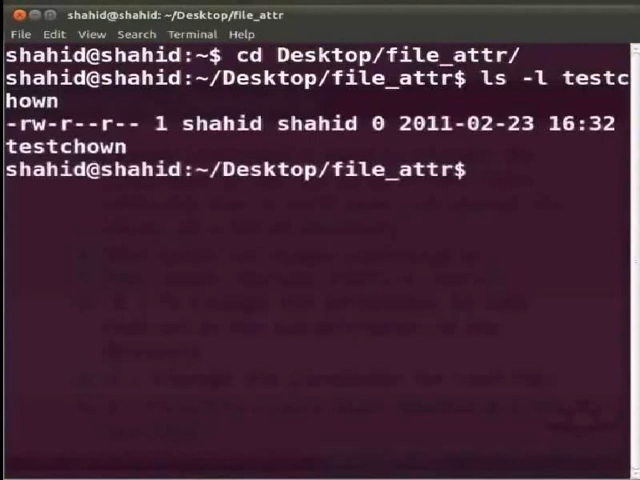 shahid@shahid: ~/Desktop/file_attr
File Edit View Search Terminal Help
shahid@shahid:~$ cd Desktop/file_attr/
shahid@shahid:~/Desktop/file_attr$ ls -l testc
hown
-rw-r--r-- 1 shahid shahid 0 2011-02-23 16:32
testchown
shahid@shahid:~/Desktop/file_attr$